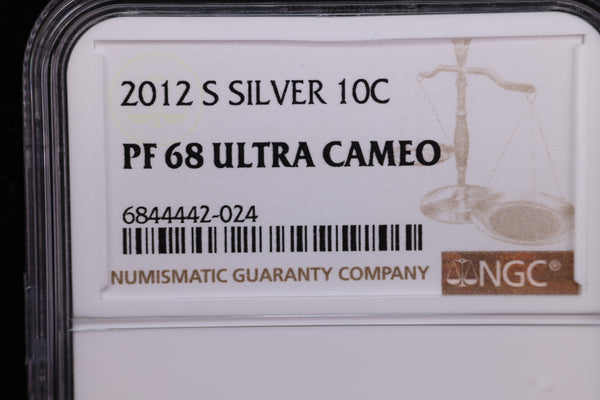 2012 S SILVER 10C
PF 68 ULTRA CAMEO
6844442-024
NUMISMATIC GUARANTY COMPANY
NGC®